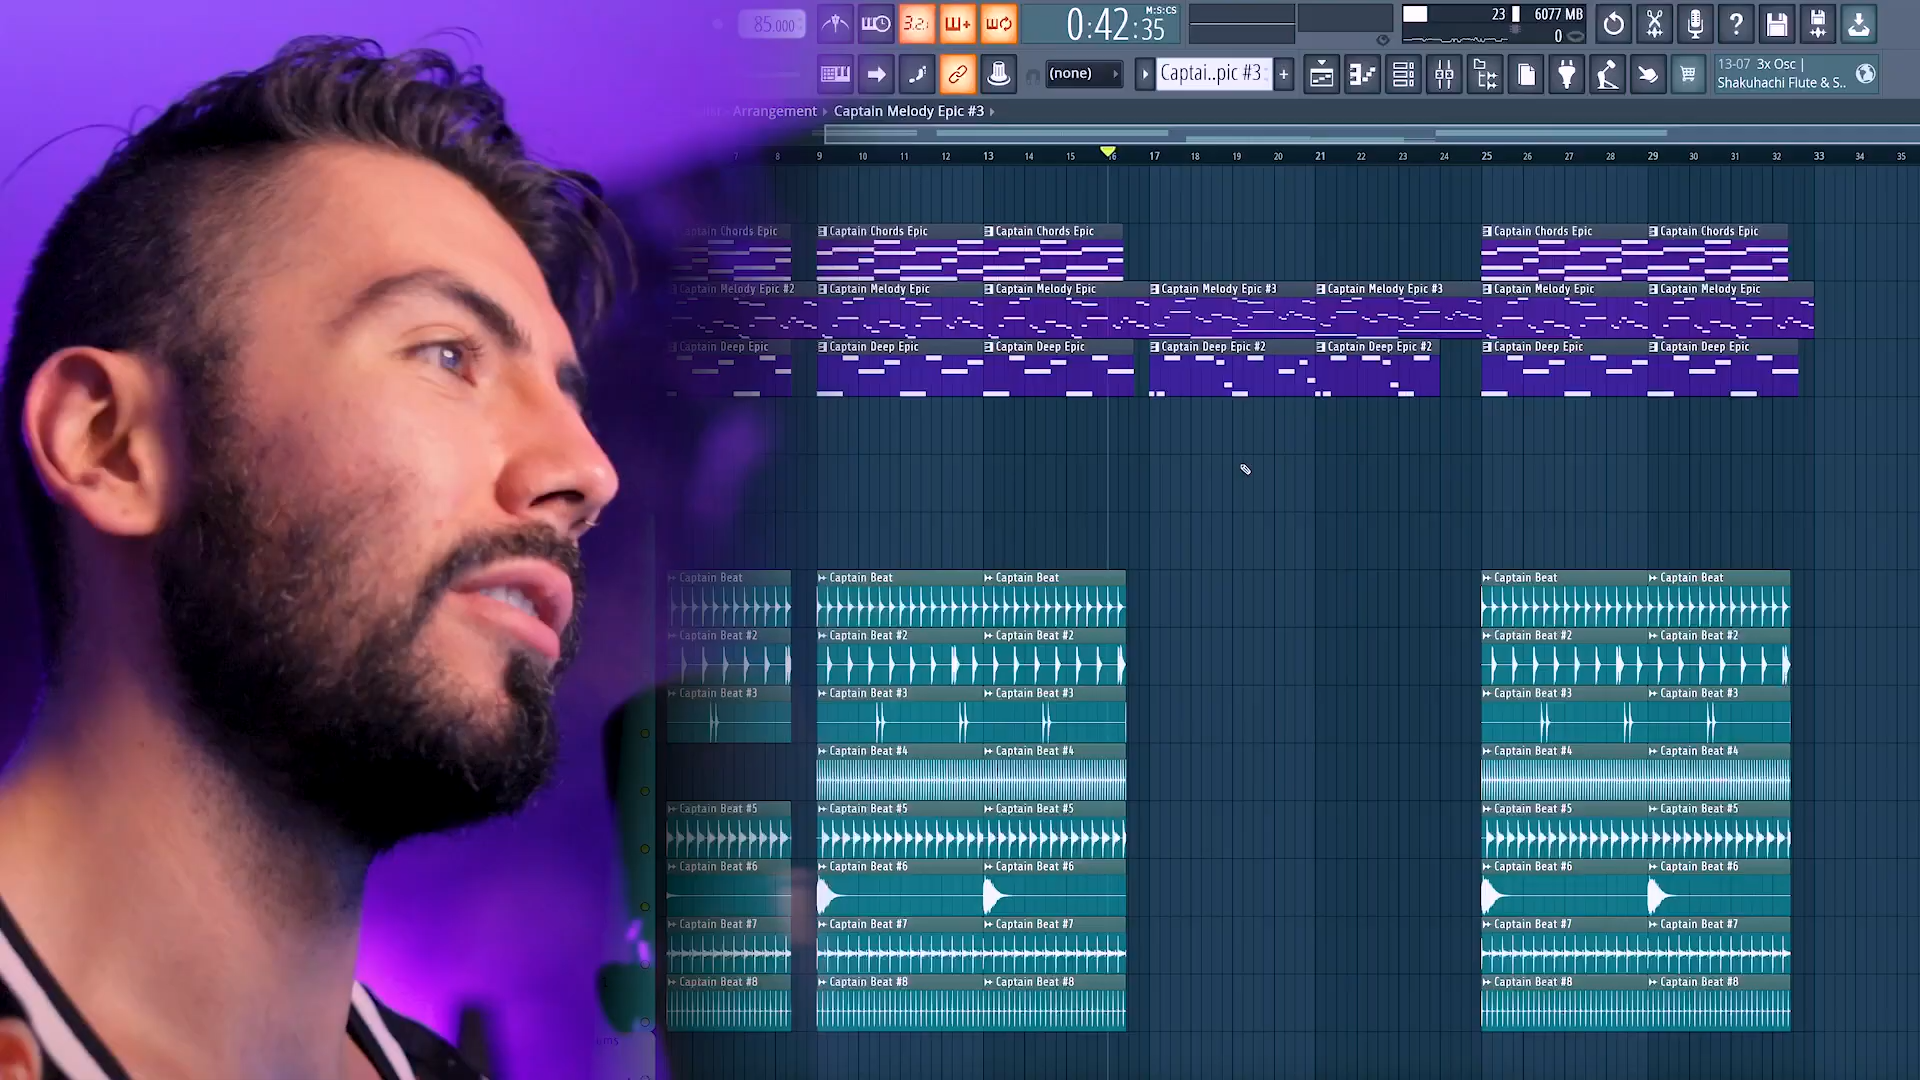 85.000
3.2
0:42:35
M:S:CS
23
6077 MB
0
(none)
Captai..pic #3
13-07 3x Osc |
Shakuhachi Flute & S..
Arrangement
Captain Melody Epic #3
7 8 9 10 11 12 13 14 15 16 17 18 19 20 21 22 23 24 25 26 27 28 29 30 31 32 33 34 35
Captain Chords Epic Captain Chords Epic Captain Chords Epic Captain Chords Epic Captain Chords Epic
Captain Melody Epic #2 Captain Melody Epic Captain Melody Epic Captain Melody Epic #3 Captain Melody Epic #3 Captain Melody Epic Captain Melody Epic
Captain Deep Epic Captain Deep Epic Captain Deep Epic Captain Deep Epic #2 Captain Deep Epic #2 Captain Deep Epic Captain Deep Epic
Captain Beat Captain Beat Captain Beat Captain Beat Captain Beat
Captain Beat #2 Captain Beat #2 Captain Beat #2 Captain Beat #2 Captain Beat #2
Captain Beat #3 Captain Beat #3 Captain Beat #3 Captain Beat #3 Captain Beat #3
Captain Beat #4 Captain Beat #4 Captain Beat #4 Captain Beat #4
Captain Beat #5 Captain Beat #5 Captain Beat #5 Captain Beat #5 Captain Beat #5
Captain Beat #6 Captain Beat #6 Captain Beat #6 Captain Beat #6 Captain Beat #6
Captain Beat #7 Captain Beat #7 Captain Beat #7 Captain Beat #7 Captain Beat #7
Captain Beat #8 Captain Beat #8 Captain Beat #8 Captain Beat #8 Captain Beat #8